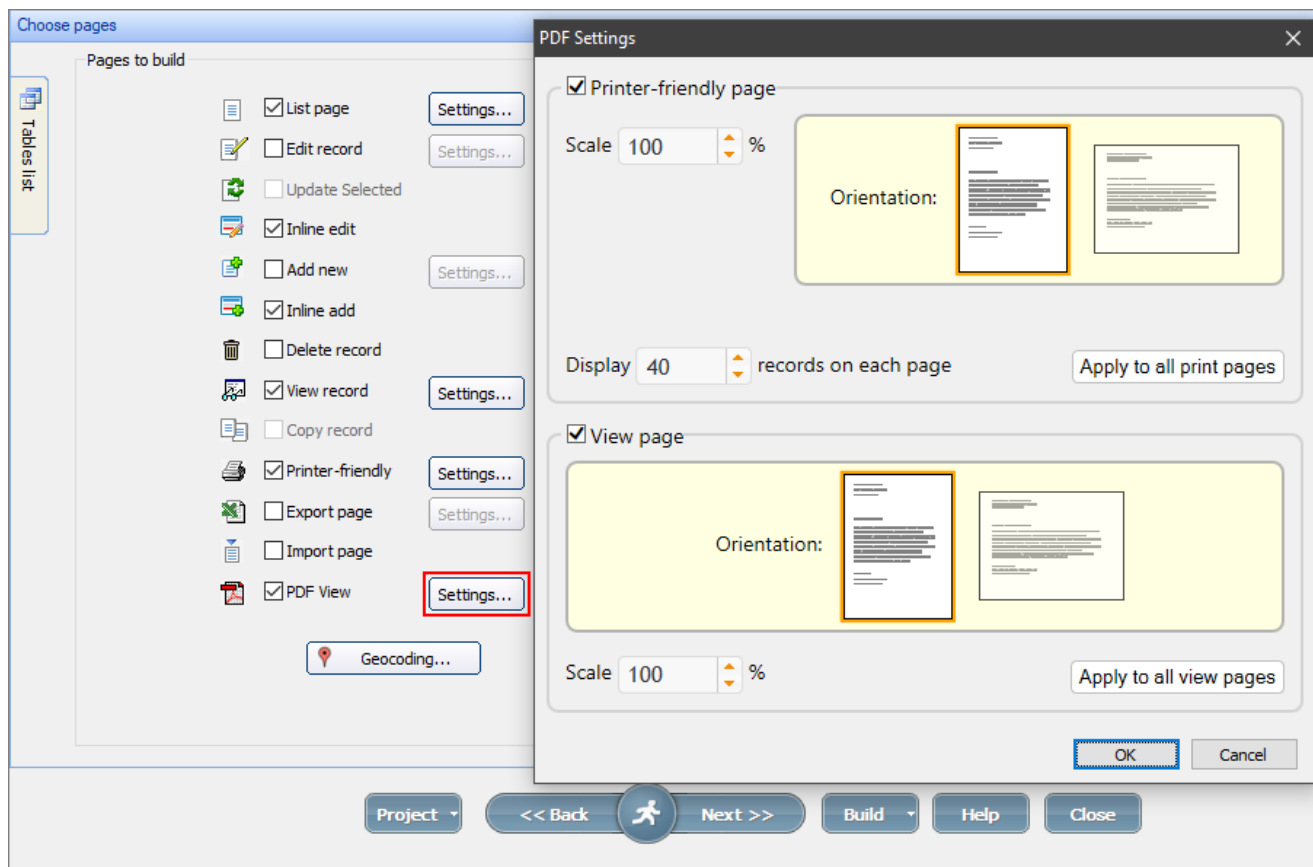 Choose pages
Tables list
Pages to build
List page Settings...
Edit record Settings...
Update Selected
Inline edit
Add new Settings...
Inline add
Delete record
View record Settings...
Copy record
Printer-friendly Settings...
Export page Settings...
Import page
PDF View Settings...
Geocoding...
PDF Settings
Printer-friendly page
Scale 100 %
Orientation:
Display 40 records on each page Apply to all print pages
View page
Orientation:
Scale 100 % Apply to all view pages
OK Cancel
Project << Back Next >> Build Help Close